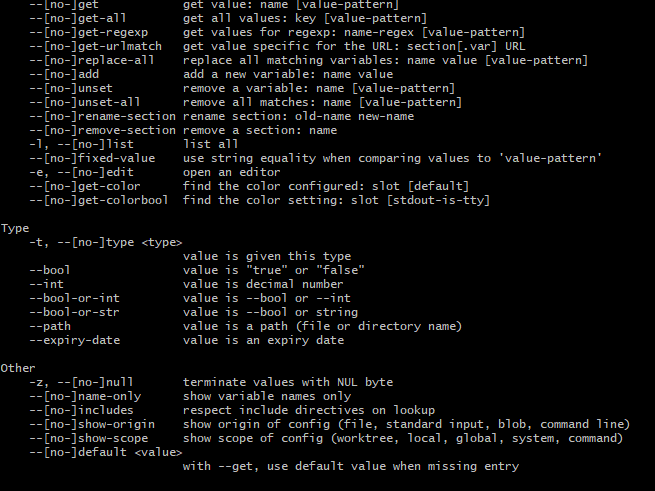 --[no-]get            get value: name [value-pattern]
--[no-]get-all        get all values: key [value-pattern]
--[no-]get-regexp     get values for regexp: name-regex [value-pattern]
--[no-]get-urlmatch   get value specific for the URL: section[.var] URL
--[no-]replace-all    replace all matching variables: name value [value-pattern]
--[no-]add            add a new variable: name value
--[no-]unset          remove a variable: name [value-pattern]
--[no-]unset-all      remove all matches: name [value-pattern]
--[no-]rename-section rename section: old-name new-name
--[no-]remove-section remove a section: name
-l, --[no-]list       list all
--[no-]fixed-value    use string equality when comparing values to 'value-pattern'
-e, --[no-]edit       open an editor
--[no-]get-color      find the color configured: slot [default]
--[no-]get-colorbool  find the color setting: slot [stdout-is-tty]
Type
-t, --[no-]type <type>
value is given this type
--bool                value is "true" or "false"
--int                 value is decimal number
--bool-or-int         value is --bool or --int
--bool-or-str         value is --bool or string
--path                value is a path (file or directory name)
--expiry-date         value is an expiry date
Other
-z, --[no-]null       terminate values with NUL byte
--[no-]name-only      show variable names only
--[no-]includes       respect include directives on lookup
--[no-]show-origin    show origin of config (file, standard input, blob, command line)
--[no-]show-scope     show scope of config (worktree, local, global, system, command)
--[no-]default <value>
with --get, use default value when missing entry